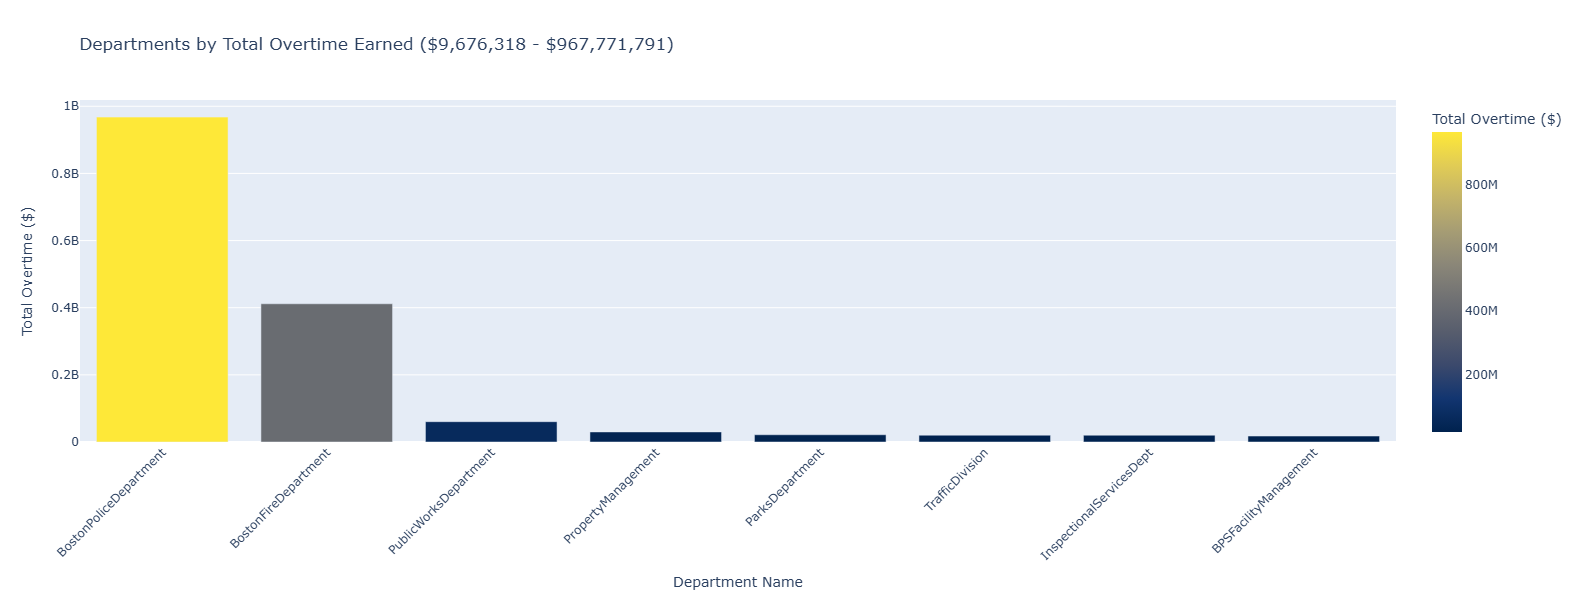 Departments by Total Overtime Earned ($9,676,318 - $967,771,791)
Total Overtime ($)
1B
0.8B
0.6B
0.4B
0.2B
0
BostonPoliceDepartment
BostonFireDepartment
PublicWorksDepartment
PropertyManagement
ParksDepartment
TrafficDivision
InspectionalServicesDept
BPSFacilityManagement
Department Name
Total Overtime ($)
800M
600M
400M
200M